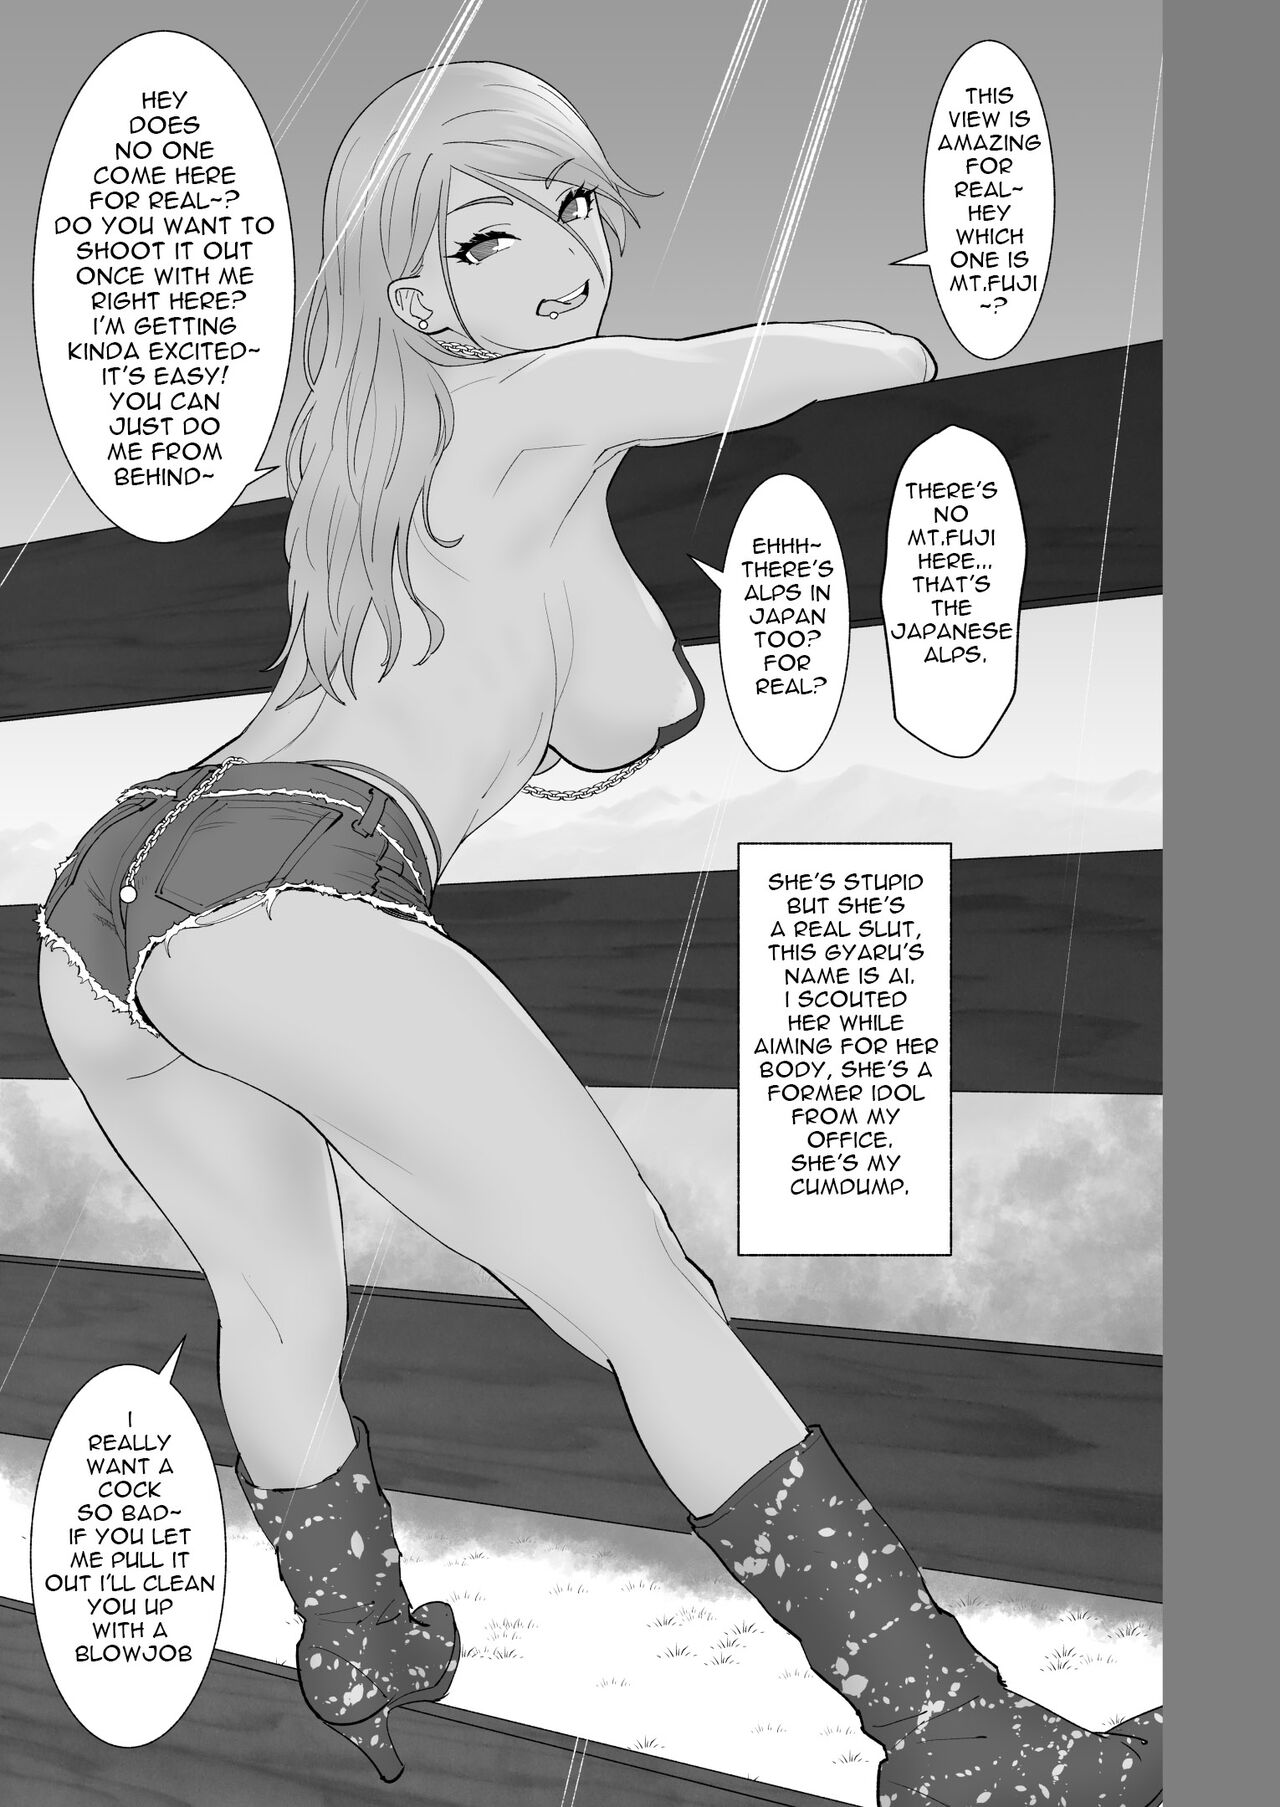 THIS
VIEW IS
AMAZING
FOR
REAL~
HEY
WHICH
ONE IS
MT.FUJI
~?
THERE'S
NO
MT.FUJI
HERE...
THAT'S
THE
JAPANESE
ALPS.
EHHH~
THERE'S
ALPS IN
JAPAN
TOO?
FOR
REAL?
SHE'S STUPID
BUT SHE'S
A REAL SLUT,
THIS GYARU'S
NAME IS AI.
I SCOUTED
HER WHILE
AIMING FOR HER
BODY, SHE'S A
FORMER IDOL
FROM MY
OFFICE.
SHE'S MY
CUMDUMP.
HEY
DOES
NO ONE
COME HERE
FOR REAL~?
DO YOU WANT TO
SHOOT IT OUT
ONCE WITH ME
RIGHT HERE?
I'M GETTING
KINDA EXCITED~
IT'S EASY!
YOU CAN
JUST DO
ME FROM
BEHIND~
I
REALLY
WANT A
COCK
SO BAD~
IF YOU LET
ME PULL IT
OUT I'LL CLEAN
YOU UP
WITH A
BLOWJOB